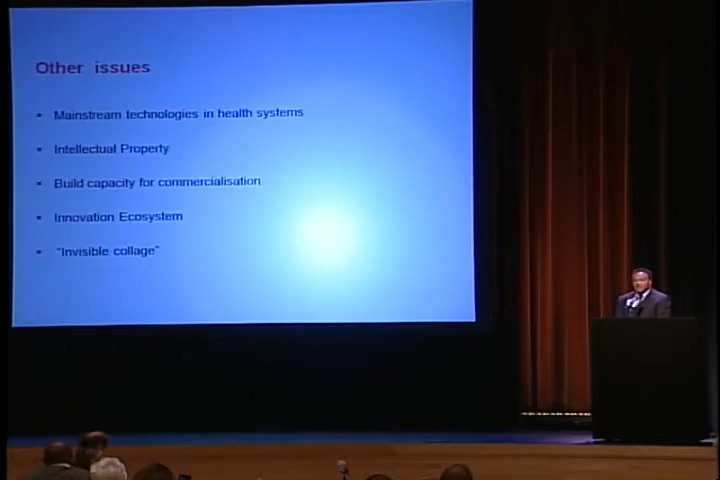 Other issues
Mainstream technologies in health systems
Intellectual Property
Build capacity for commercialisation
Innovation Ecosystem
“Invisible collage”